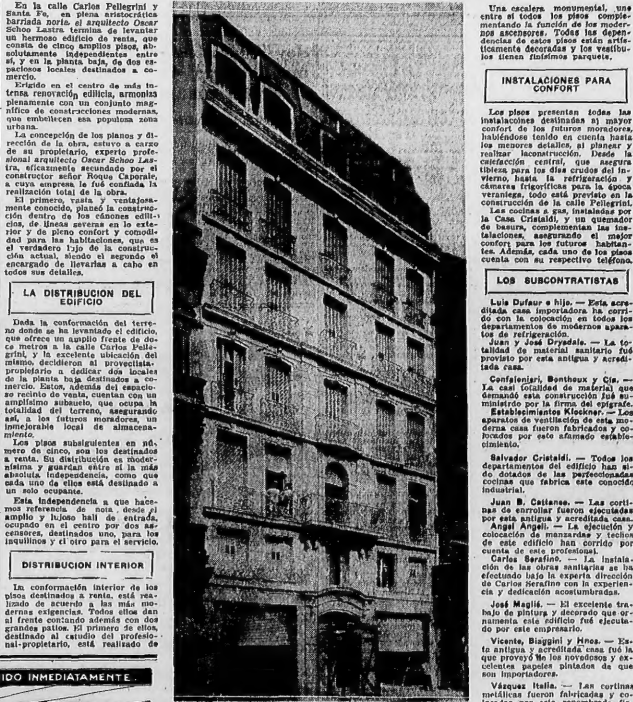 En la calle Carlos Pellegrini y
Santa Fe, en plena aristocrática
barriada norte, el arquitecto Oscar
Schoo Lastra termina de levantar
un hermoso edificio de renta, que
consta de cinco amplios pisos, ab-
solutamente independientes entre
sí, y en la planta baja, de dos es-
paciosos locales destinados a co-
mercio.
Erigido en el centro de más in-
tensa renovación edilicia, armoniza
plenamente con un conjunto mag-
nífico de construcciones modernas,
que embellecen esa populosa zona
urbana.
La concepción de los planos y di-
rección de la obra, estuvo a cargo
de su propietario, experto profe-
sional arquitecto Oscar Schoo Las-
tra, eficazmente secundado por el
constructor señor Roque Caporale,
a cuya empresa le fué confiada la
realización total de la obra.
El primero, vasta y ventajosa-
mente conocido, planeó la construc-
ción dentro de los cánones edili-
cios, de líneas severas en lo exte-
rior y de pleno confort y comodi-
dad para las habitaciones, que es
el verdadero lujo de la construc-
ción actual, siendo el segundo el
encargado de llevarlas a cabo en
todos sus detalles.
LA DISTRIBUCION DEL
EDIFICIO
Dada la conformación del terre-
no donde se ha levantado el edificio,
que ofrece un amplio frente de do-
ce metros a la calle Carlos Pelle-
grini, y la excelente ubicación del
mismo, decidieron al proyectista-
propietario a dedicar dos locales
de la planta baja destinados a co-
mercio. Estos, además del espacio-
so recinto de venta, cuentan con un
amplísimo subsuelo, que ocupa la
totalidad del terreno, asegurando
así, a los futuros moradores, un
inmejorable local de almacena-
miento.
Los pisos subsiguientes en nú-
mero de cinco, son los destinados
a renta. Su distribución es moder-
nísima y guardan entre sí la más
absoluta independencia, como que
cada uno de ellos está destinado a
un solo ocupante.
Esta independencia a que hace-
mos referencia de nota, desde el
amplio y lujoso hall de entrada,
ocupado en el centro por dos as-
censores, destinados uno, para los
inquilinos y el otro para el servicio.
DISTRIBUCION INTERIOR
La conformación interior de los
pisos destinados a renta, está rea-
lizado de acuerdo a las más mo-
dernas exigencias. Todos ellos dan
al frente contando además con dos
grandes patios. El primero de ellos,
destinado al estudio del profesio-
nal-propietario, está realizado de
IDO INMEDIATAMENTE.
Una escalera monumental, une
entre sí todos los pisos comple-
mentando la función de los moder-
nos ascensores. Todas las depen-
dencias de estos pisos están artís-
ticamente decoradas y los vestíbu-
los tienen finísimos parquets.
INSTALACIONES PARA
CONFORT
Los pisos presentan todas las
instalacoines destinadas al mayor
confort de los futuros moradores,
habiéndose tenido en cuenta hasta
los menores detalles, al planear y
realizar laconstrucción. Desde la
calefacción central, que asegura
tibieza para los días crudos del in-
vierno, hasta la refrigeración y
cámaras frigoríficas para la época
veraniega, todo está previsto en la
construcción de la calle Pellegrini.
Las cocinas a gas, instaladas por
la Casa Cristaldi, y un quemador
de basura, complementan las ins-
talaciones, asegurando el mejor
confort para los futuros habitan-
tes. Además, cada uno de los pisos
cuenta con su respectivo teléfono.
LOS SUBCONTRATISTAS
Luis Dufaur e hijo. — Esta acre-
ditada casa importadora ha corri-
do con la colocación en todos los
departamentos de modernos apara-
tos de refrigeración.
Juan y José Drysdale. — La to-
talidad de material sanitario fué
provisto por esta antigua y acredi-
tada casa.
Confalonieri, Bonthoux y Cía. —
La casi totalidad de material que
demandó esta construcción fué su-
ministrdo por la firma del epígrafe.
Establecimientos Klockner. — Los
aparatos de ventilación de esta mo-
derna casa fueron fabricados y co-
locados por este afamado estable-
cimiento.
Salvador Cristaldi. — Todos los
departamentos del edificio han si-
do dotados de las perfeccionadas
cocinas que fabrica este conocido
industrial.
Juan B. Cattaneo. — Las corti-
nas de enrrollar fueron ejecutadas
por esta antigua y acreditada casa.
Angel Angeli. — La ejecución y
colocación de manzardas y techos
de este edificio han corrido por
cuenta de este profesional.
Carlos Serafino. — La instala-
ción de las obras sanitarias se ha
efectuado bajo la experta dirección
de Carlos Serafino con la experien-
cia y dedicación acostumbradas.
José Maglié. — El excelente tra-
bajo de pintura y decorado que or-
namenta este edificio fué ejecuta-
do por este empresario.
Vicente, Biaggini y Hnos. — Es-
ta antigua y acreditada casa fué la
que proveyó de los novedosos y ex-
celentes papeles pintados de que
son importadores.
Vázquez Italia. — Las cortinas
metálicas fueron fabricadas y co-